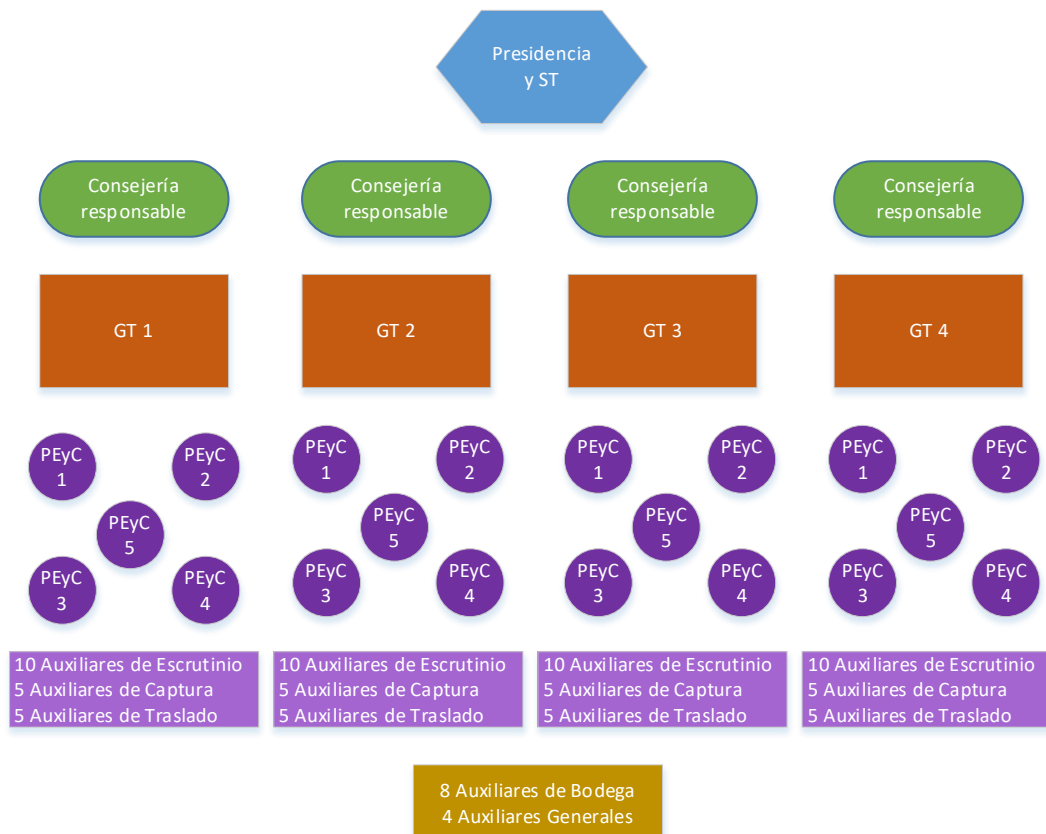 Presidencia
y ST
Consejería
responsable
Consejería
responsable
Consejería
responsable
Consejería
responsable
GT 1
GT 2
GT 3
GT 4
PEyC
1
PEyC
2
PEyC
5
PEyC
3
PEyC
4
PEyC
1
PEyC
2
PEyC
5
PEyC
3
PEyC
4
PEyC
1
PEyC
2
PEyC
5
PEyC
3
PEyC
4
PEyC
1
PEyC
2
PEyC
5
PEyC
3
PEyC
4
10 Auxiliares de Escrutinio
5 Auxiliares de Captura
5 Auxiliares de Traslado
10 Auxiliares de Escrutinio
5 Auxiliares de Captura
5 Auxiliares de Traslado
10 Auxiliares de Escrutinio
5 Auxiliares de Captura
5 Auxiliares de Traslado
10 Auxiliares de Escrutinio
5 Auxiliares de Captura
5 Auxiliares de Traslado
8 Auxiliares de Bodega
4 Auxiliares Generales